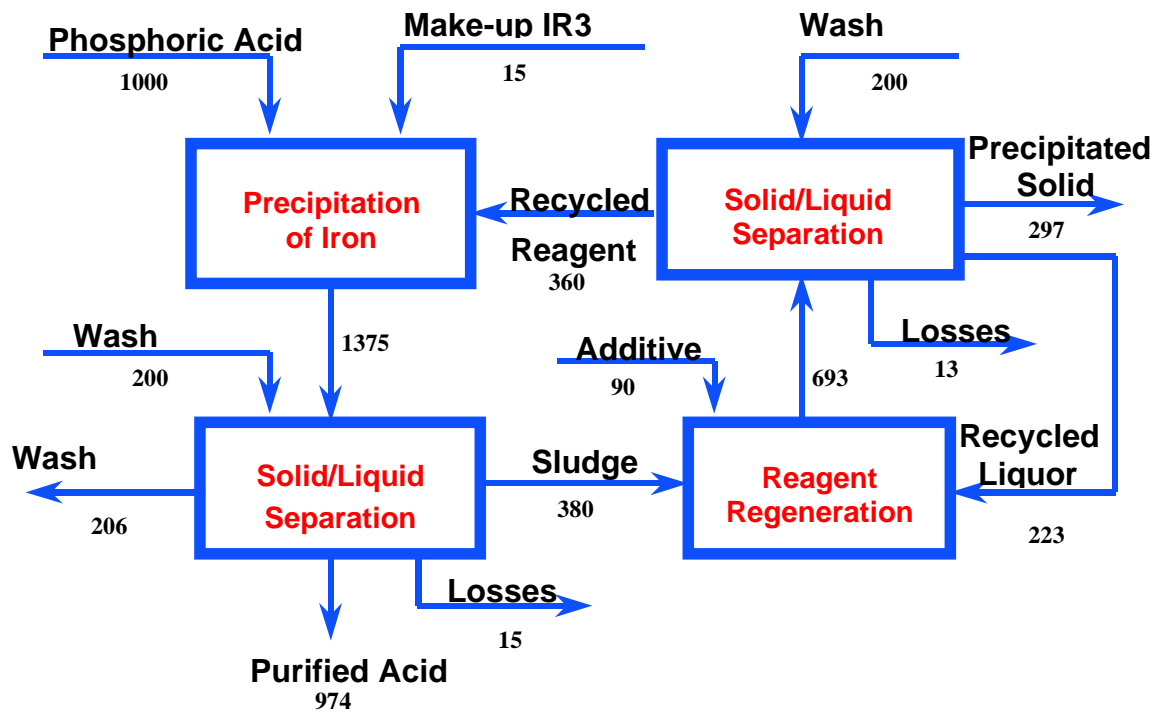 Phosphoric Acid
1000
Make-up IR3
15
Wash
200
Precipitation
of Iron
Recycled
Reagent
360
Solid/Liquid
Separation
Precipitated
Solid
297
Wash
200
1375
Additive
90
693
Losses
13
Wash
206
Solid/Liquid
Separation
Sludge
380
Reagent
Regeneration
Recycled
Liquor
223
Losses
15
Purified Acid
974